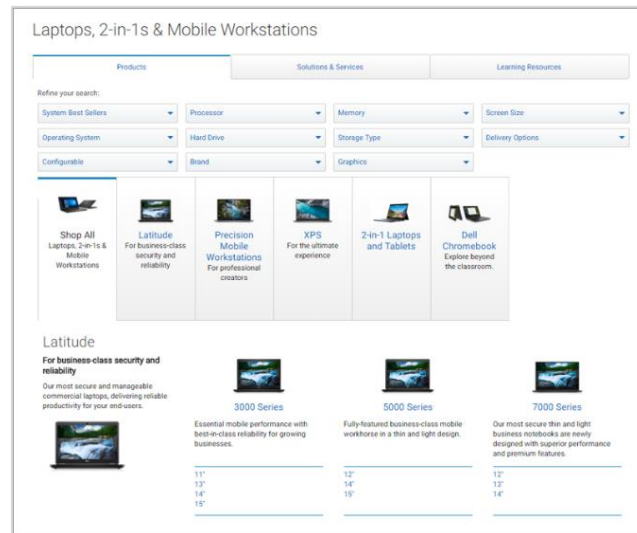 Laptops, 2-in-1s & Mobile Workstations
Products
Solutions & Services
Learning Resources
Refine your search:
System Best Sellers
Processor
Memory
Screen Size
Operating System
Hard Drive
Storage Type
Delivery Options
Configurable
Brand
Graphics
Shop All
Laptops, 2-in-1s &
Mobile
Workstations
Latitude
For business-class
security and
reliability
Precision
Mobile
Workstations
For professional
creators
XPS
For the ultimate
experience
2-in-1 Laptops
and Tablets
Dell
Chromebook
Explore beyond
the classroom.
Latitude
For business-class security and
reliability
Our most secure and manageable
commercial laptops, delivering reliable
productivity for your end-users.
3000 Series
Essential mobile performance with
best-in-class reliability for growing
businesses.
11"
13"
14"
15"
5000 Series
Fully-featured business-class mobile
workhorse in a thin and light design.
12"
14"
15"
7000 Series
Our most secure thin and light
business notebooks are newly
designed with superior performance
and premium features.
12"
13"
14"